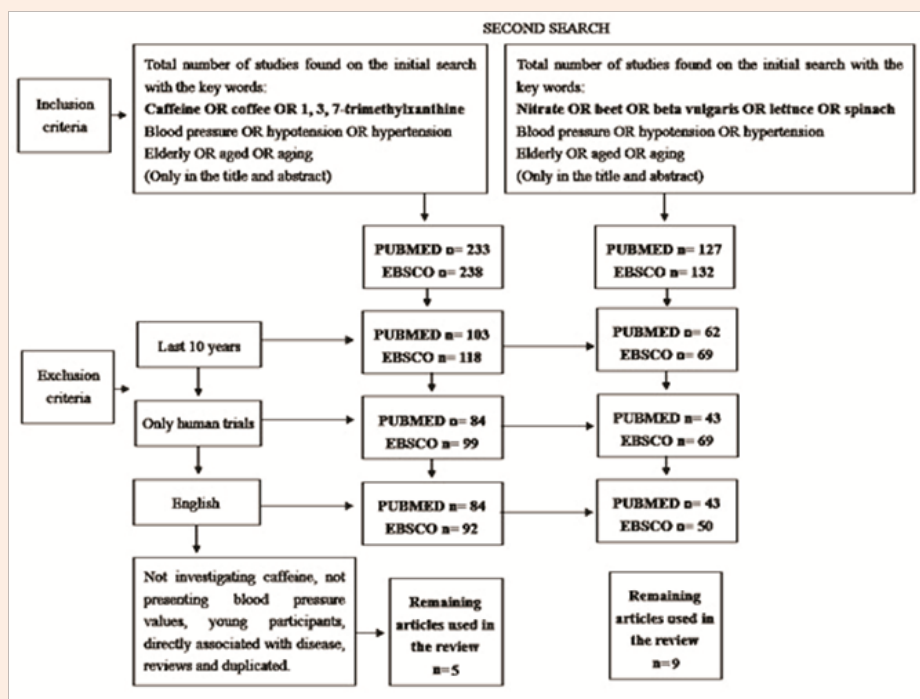 SECOND SEARCH
Inclusion
criteria
Total number of studies found on the initial search
with the key words:
Caffeine OR coffee OR 1, 3, 7-trimethylxanthine
Blood pressure OR hypotension OR hypertension
Elderly OR aged OR aging
(Only in the title and abstract)
Total number of studies found on the initial search with the
key words:
Nitrate OR beet OR beta vulgaris OR lettuce OR spinach
Blood pressure OR hypotension OR hypertension
Elderly OR aged OR aging
(Only in the title and abstract)
PUBMED n= 233
EBSCO n= 238
PUBMED n= 127
EBSCO n= 132
Exclusion
criteria
Last 10 years
PUBMED n= 103
EBSCO n= 118
PUBMED n= 62
EBSCO n= 69
Only human trials
PUBMED n= 84
EBSCO n= 99
PUBMED n= 43
EBSCO n= 69
English
PUBMED n= 84
EBSCO n= 92
PUBMED n= 43
EBSCO n= 50
Not investigating caffeine, not
presenting blood pressure
values, young participants,
directly associated with disease,
reviews and duplicated.
Remaining
articles used in
the review
n=5
Remaining
articles used in
the review
n=9